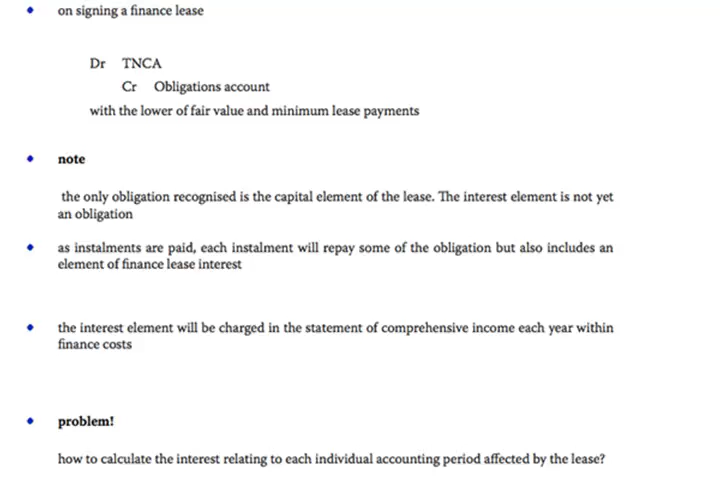 on signing a finance lease
Dr TNCA
Cr Obligations account
with the lower of fair value and minimum lease payments
note
the only obligation recognised is the capital element of the lease. The interest element is not yet
an obligation
as instalments are paid, each instalment will repay some of the obligation but also includes an
element of finance lease interest
the interest element will be charged in the statement of comprehensive income each year within
finance costs
problem!
how to calculate the interest relating to each individual accounting period affected by the lease?